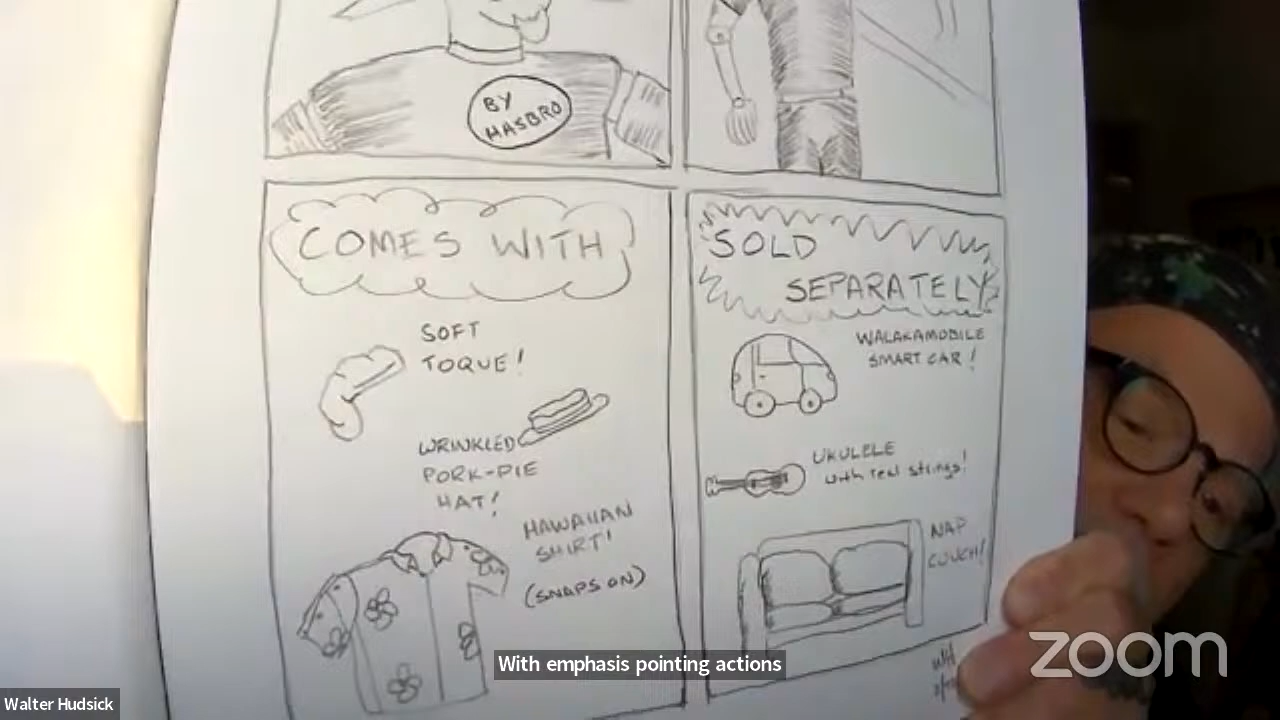 BY
HASBRO
COMES WITH
SOFT
TOQUE!
WRINKLED
PORK-PIE
HAT!
HAWAIIAN
SHIRT!
(SNAPS ON)
SOLD
SEPARATELY
WALAKAMOBILE
SMART CAR!
UKULELE
with real strings!
NAP
COUCH!
With emphasis pointing actions
Walter Hudsick
zoom